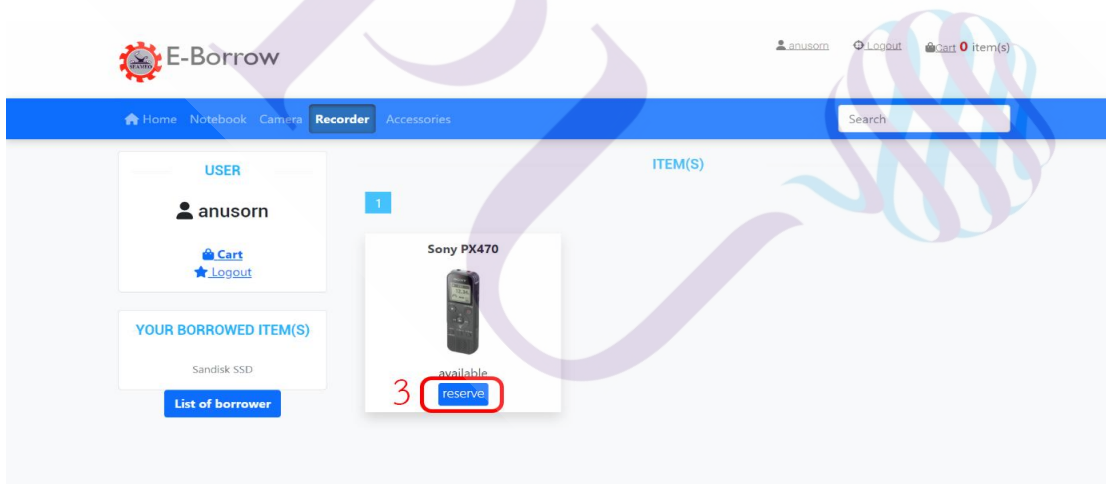 E-Borrow
anusorn Logout Cart 0 item(s)
Home Notebook Camera Recorder Accessories
Search
USER
anusorn
Cart
Logout
YOUR BORROWED ITEM(S)
Sandisk SSD
List of borrower
ITEM(S)
1
Sony PX470
available
3 reserve